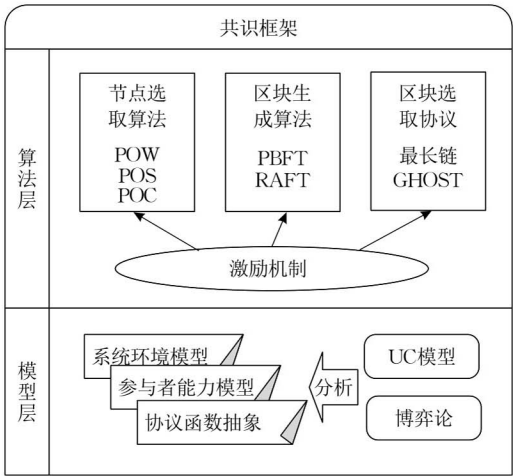 共识框架
算法层
节点选
取算法
POW
POS
POC
区块生
成算法
PBFT
RAFT
区块选
取协议
最长链
GHOST
激励机制
模型层
系统环境模型
参与者能力模型
协议函数抽象
分析
UC模型
博弈论